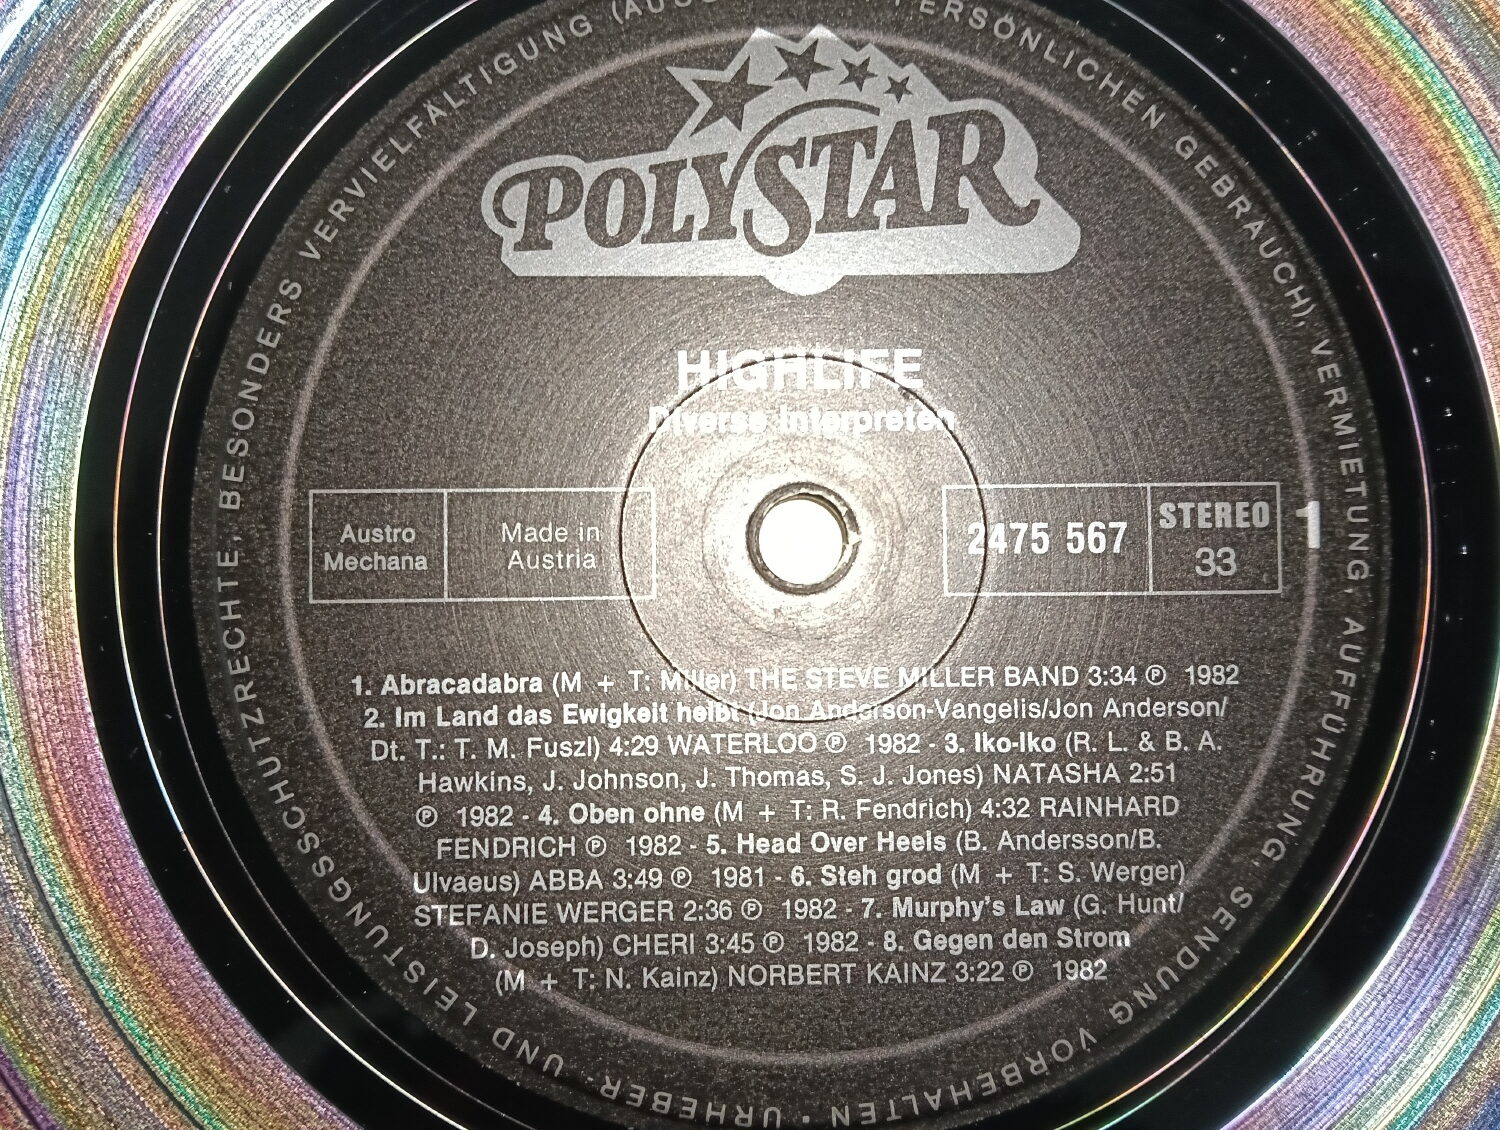 POLYSTAR
HIGHLIFE
Diverse Interpreten
Austro
Mechana
Made in
Austria
2475 567
STEREO
33
1
1. Abracadabra (M + T: Miller) THE STEVE MILLER BAND 3:34 ℗ 1982
2. Im Land das Ewigkeit heißt (Jon Anderson-Vangelis/Jon Anderson/
Dt. T.: T. M. Fuszl) 4:29 WATERLOO ℗ 1982 - 3. Iko-Iko (R. L. & B. A.
Hawkins, J. Johnson, J. Thomas, S. J. Jones) NATASHA 2:51
℗ 1982 - 4. Oben ohne (M + T: R. Fendrich) 4:32 RAINHARD
FENDRICH ℗ 1982 - 5. Head Over Heels (B. Andersson/B.
Ulvaeus) ABBA 3:49 ℗ 1981 - 6. Steh grod (M + T: S. Werger)
STEFANIE WERGER 2:36 ℗ 1982 - 7. Murphy's Law (G. Hunt/
D. Joseph) CHERI 3:45 ℗ 1982 - 8. Gegen den Strom
(M + T: N. Kainz) NORBERT KAINZ 3:22 ℗ 1982
URHEBER- UND LEISTUNGSSCHUTZRECHTE, BESONDERS VERVIELFÄLTIGUNG PERSÖNLICHEN GEBRAUCH), VERMIETUNG, AUFFÜHRUNG, SENDUNG VORBEHALTEN •